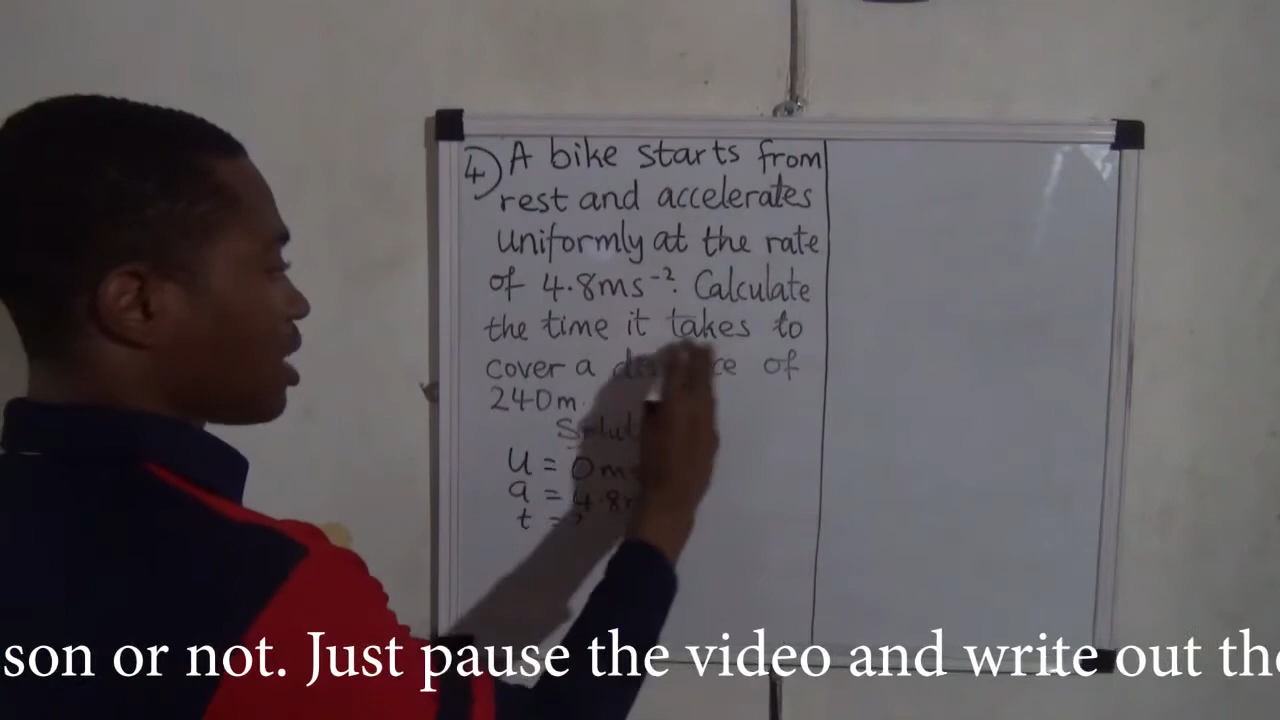 4) A bike starts from
rest and accelerates
uniformly at the rate
of 4.8ms⁻². Calculate
the time it takes to
cover a of
240m.
u = 0m
a = 4.8
t = ?
son or not. Just pause the video and write out the